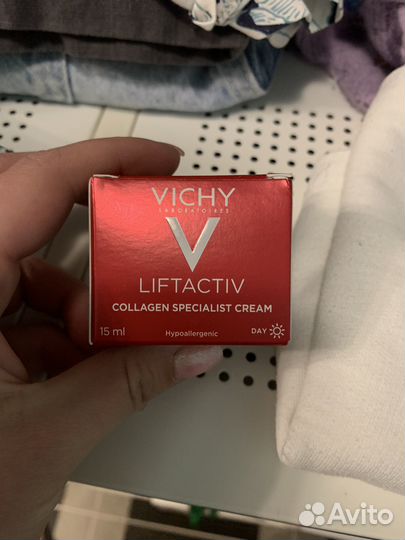 VICHY
LABORATOIRES
V
LIFTACTIV
COLLAGEN SPECIALIST CREAM
15 ml
Hypoallergenic
DAY
Avito